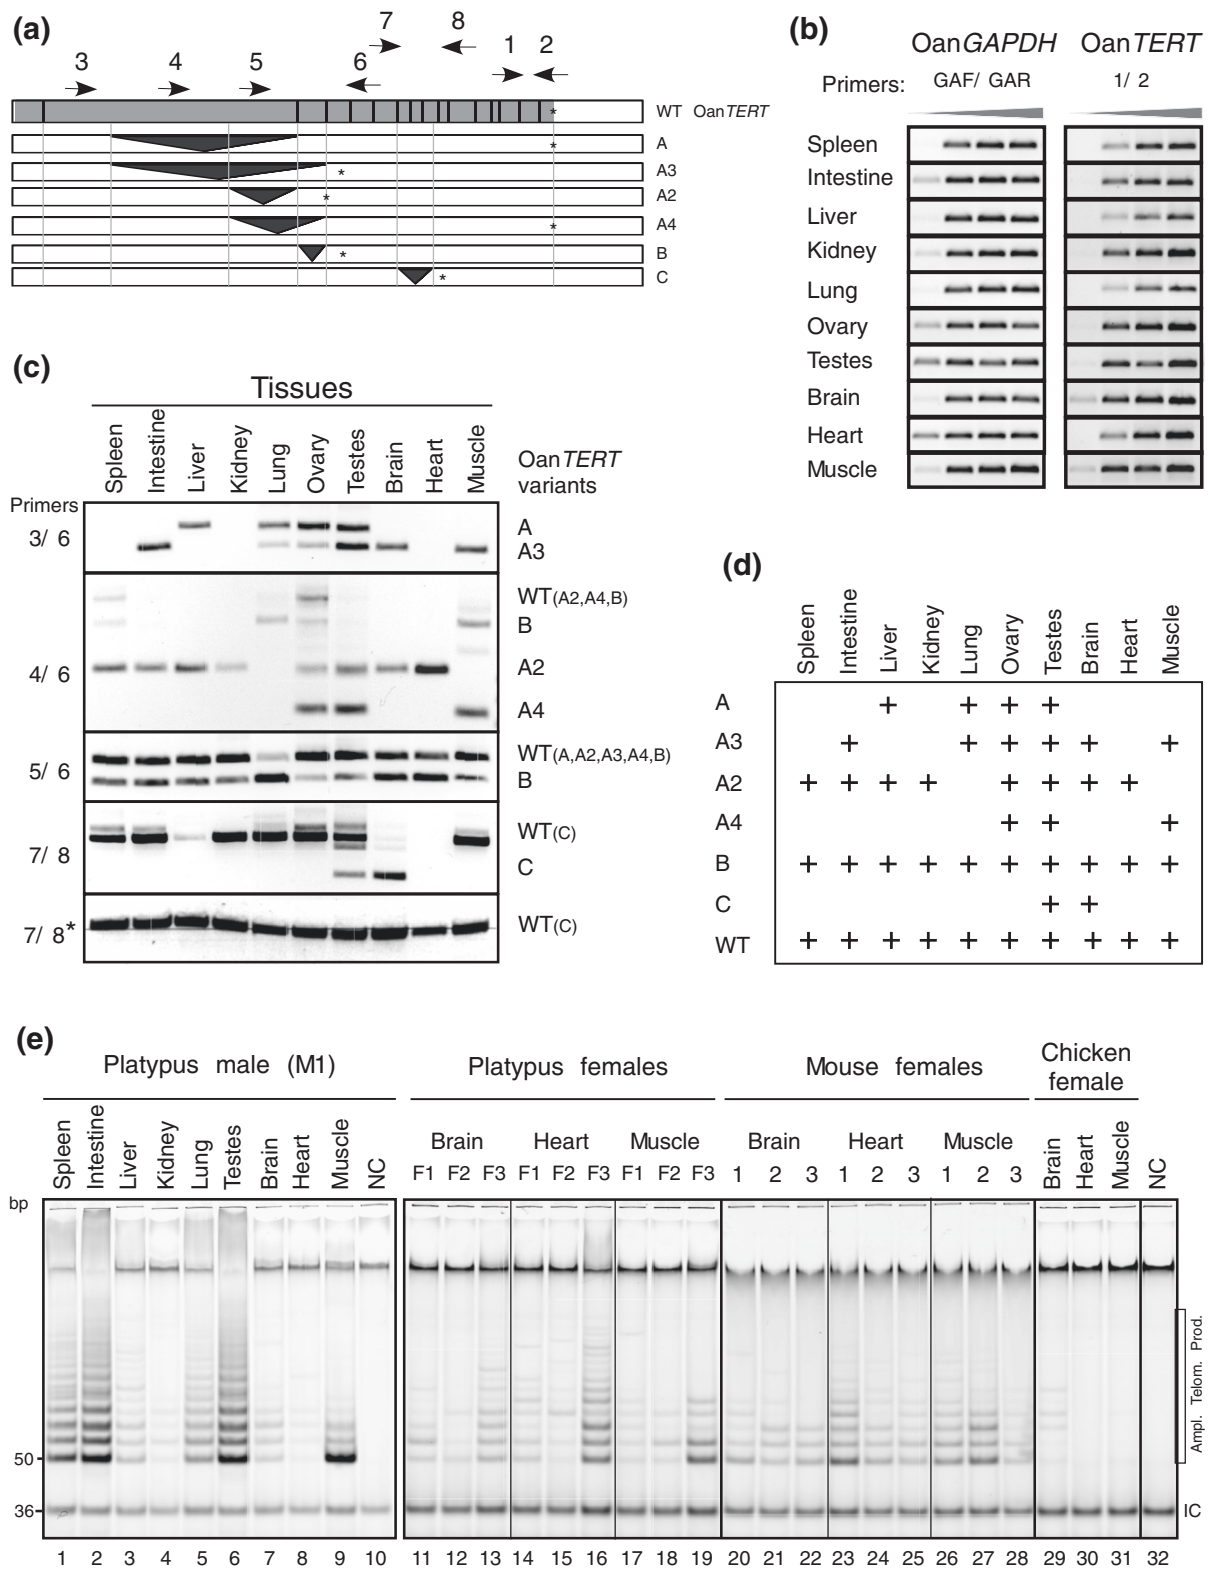 (a)
7 8
3 4 5 6 1 2
* WT OanTERT
* A
* A3
* A2
* A4
* B
* C
(b)
OanGAPDH OanTERT
Primers: GAF/ GAR 1/ 2
Spleen
Intestine
Liver
Kidney
Lung
Ovary
Testes
Brain
Heart
Muscle
(c)
Tissues
Spleen Intestine Liver Kidney Lung Ovary Testes Brain Heart Muscle
OanTERT
variants
Primers
3/ 6
A
A3
4/ 6
WT(A2,A4,B)
B
A2
A4
5/ 6
WT(A,A2,A3,A4,B)
B
7/ 8
WT(C)
C
7/ 8* WT(C)
(d)
Spleen Intestine Liver Kidney Lung Ovary Testes Brain Heart Muscle
A + + + +
A3 + + + + + +
A2 + + + + + + + +
A4 + + +
B + + + + + + + + + +
C + +
WT + + + + + + + + + +
(e)
Platypus male (M1) Platypus females Mouse females Chicken
female
Spleen Intestine Liver Kidney Lung Testes Brain Heart Muscle NC
Brain Heart Muscle Brain Heart Muscle
F1 F2 F3 F1 F2 F3 F1 F2 F3 1 2 3 1 2 3 1 2 3
Brain Heart Muscle NC
bp
50
36
Ampl. Telom. Prod.
IC
1 2 3 4 5 6 7 8 9 10 11 12 13 14 15 16 17 18 19 20 21 22 23 24 25 26 27 28 29 30 31 32